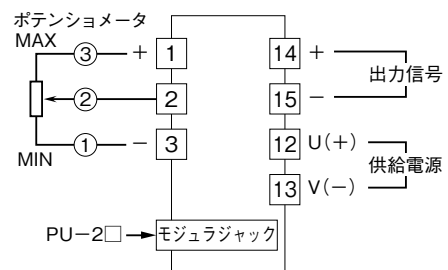 ポテンショメータ
MAX
③ + 1
② 2
① - 3
MIN
14 +
15 -
出力信号
12 U(+)
13 V(-)
供給電源
PU-2□
モジュラジャック